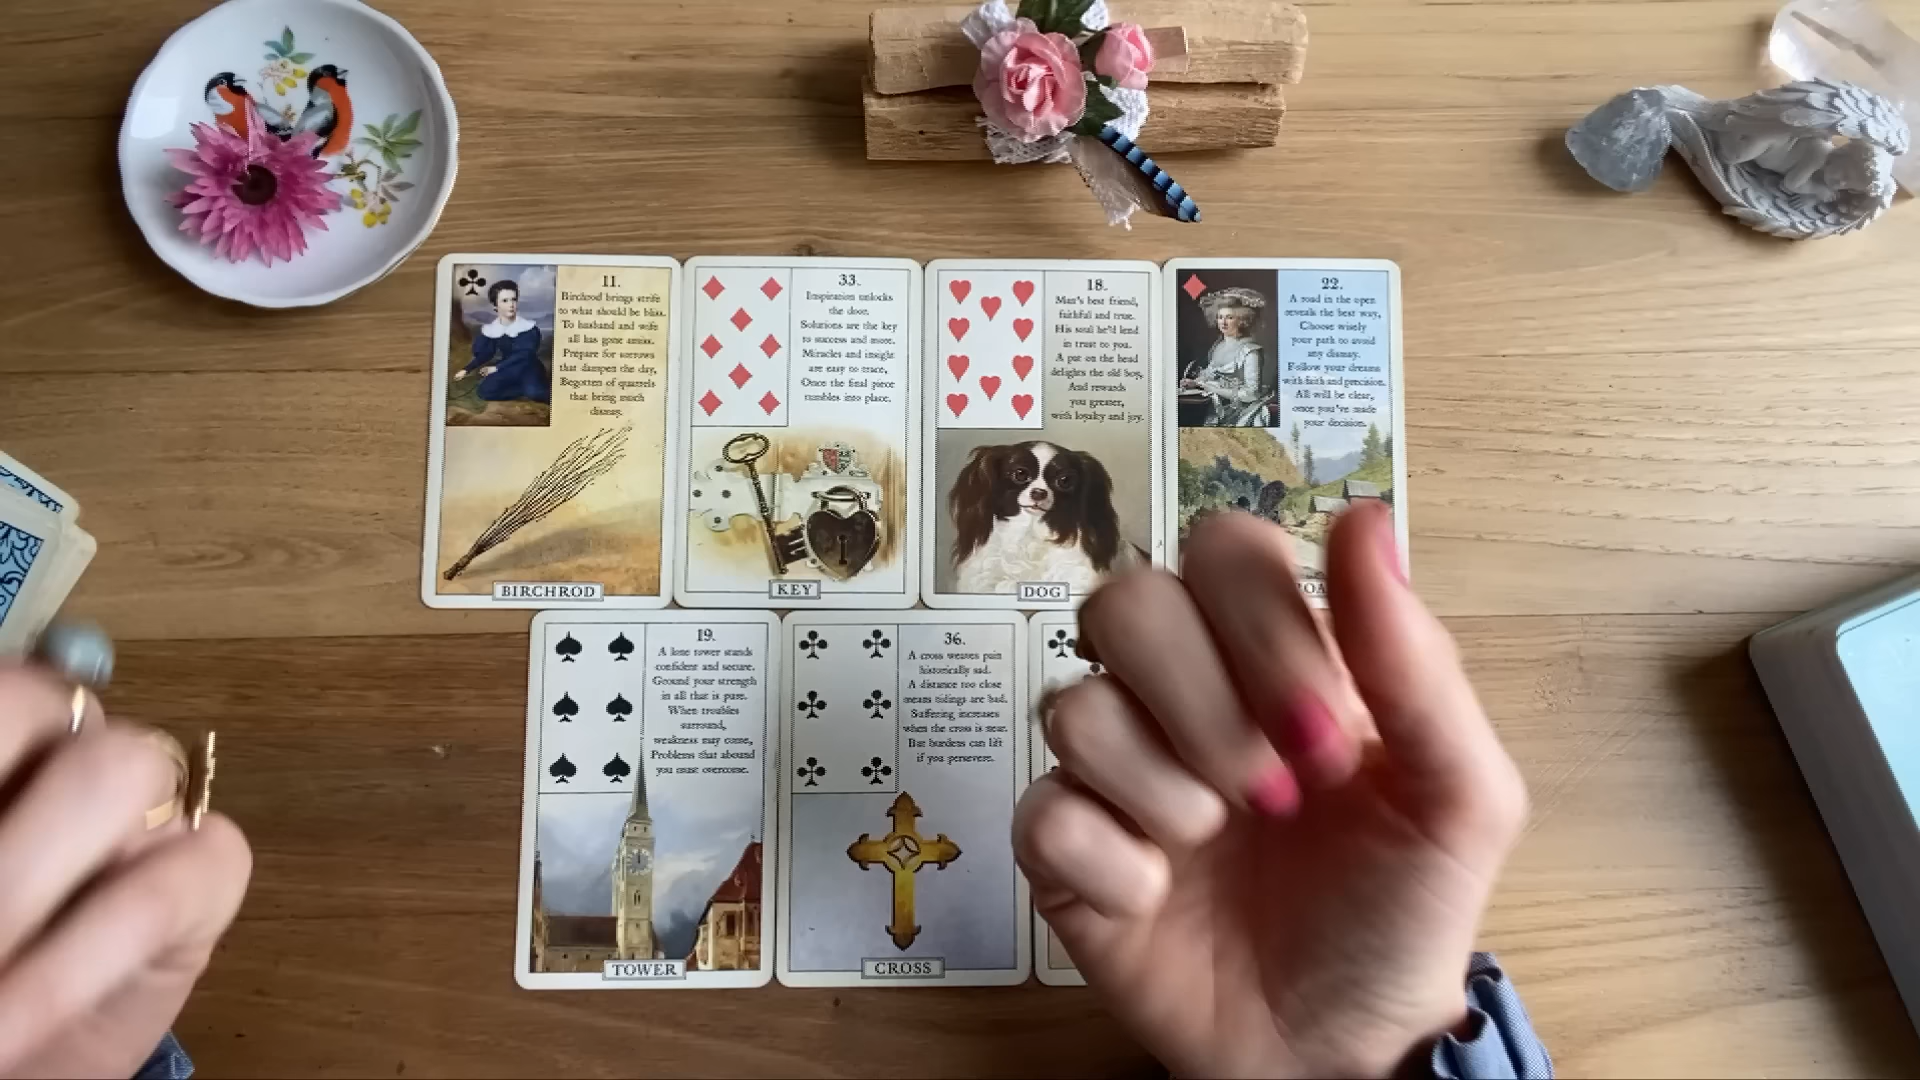 11.
Birchrod brings strife
to what should be bliss.
To husband and wife
all has gone amiss.
Prepare for sorrows
that dampen the day,
Begotten of quarrels
that bring much
dismay.
BIRCHROD
33.
Inspiration unlocks
the door.
Solutions are the key
to success and more.
Miracles and insight
are easy to trace,
Once the final piece
tumbles into place.
KEY
18.
Man's best friend,
faithful and true.
His soul he'd lend
in trust to you.
A pat on the head
delights the old boy,
And rewards
you greater,
with loyalty and joy.
DOG
22.
A road in the open
reveals the best way,
Choose wisely
your path to avoid
any dismay.
Follow your dreams
with faith and precision.
All will be clear,
once you've made
your decision.
OA
19.
A lone tower stands
confident and secure.
Ground your strength
in all that is pure.
When troubles
surround,
weakness may come,
Problems that abound
you must overcome.
TOWER
36.
A cross weaves pain
historically sad.
A distance too close
means tidings are bad.
Suffering increases
when the cross is near.
But burdens can lift
if you persevere.
CROSS